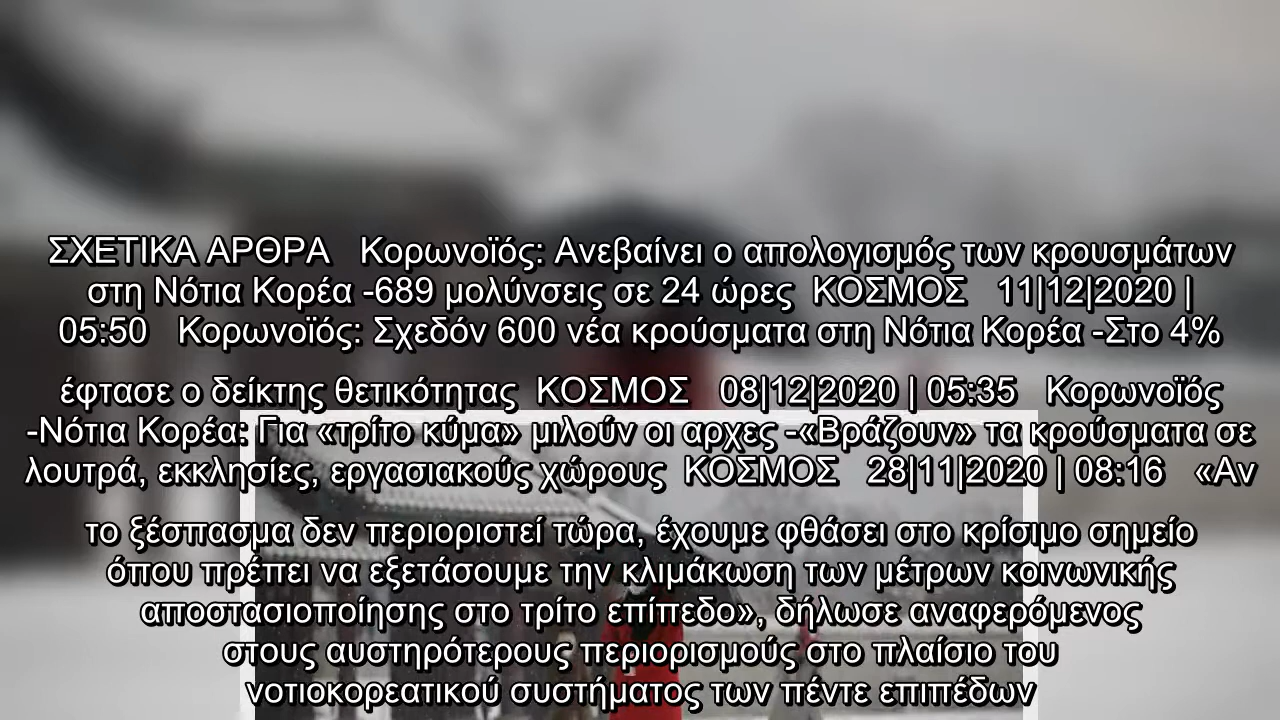 ΣΧΕΤΙΚΑ ΑΡΘΡΑ Κορωνοϊός: Ανεβαίνει ο απολογισμός των κρουσμάτων
στη Νότια Κορέα -689 μολύνσεις σε 24 ώρες ΚΟΣΜΟΣ 11|12|2020 |
05:50 Κορωνοϊός: Σχεδόν 600 νέα κρούσματα στη Νότια Κορέα -Στο 4%
έφτασε ο δείκτης θετικότητας ΚΟΣΜΟΣ 08|12|2020 | 05:35 Κορωνοϊός
-Νότια Κορέα: Για «τρίτο κύμα» μιλούν οι αρχες -«Βράζουν» τα κρούσματα σε
λουτρά, εκκλησίες, εργασιακούς χώρους ΚΟΣΜΟΣ 28|11|2020 | 08:16 «Αν
το ξέσπασμα δεν περιοριστεί τώρα, έχουμε φθάσει στο κρίσιμο σημείο
όπου πρέπει να εξετάσουμε την κλιμάκωση των μέτρων κοινωνικής
αποστασιοποίησης στο τρίτο επίπεδο», δήλωσε αναφερόμενος
στους αυστηρότερους περιορισμούς στο πλαίσιο του
νοτιοκορεατικού συστήματος των πέντε επιπέδων